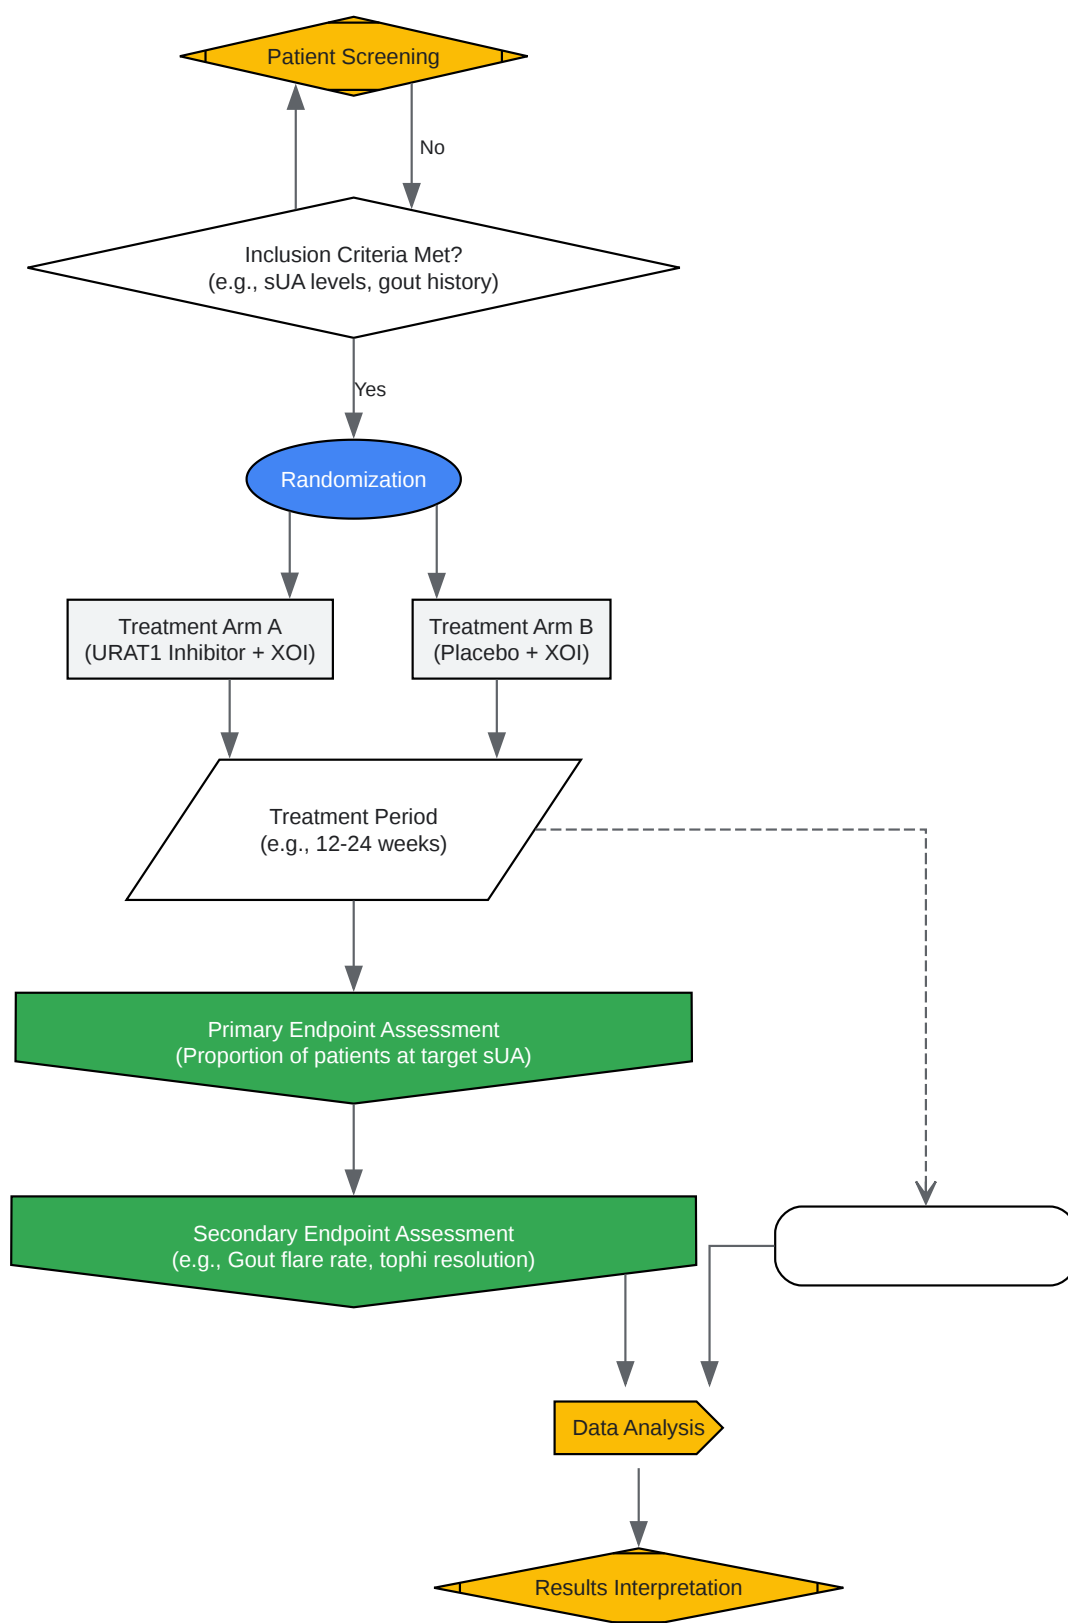 Patient Screening
No
Inclusion Criteria Met?
(e.g., sUA levels, gout history)
Yes
Randomization
Treatment Arm A
(URAT1 Inhibitor + XOI)
Treatment Arm B
(Placebo + XOI)
Treatment Period
(e.g., 12-24 weeks)
Primary Endpoint Assessment
(Proportion of patients at target sUA)
Secondary Endpoint Assessment
(e.g., Gout flare rate, tophi resolution)
Data Analysis
Results Interpretation